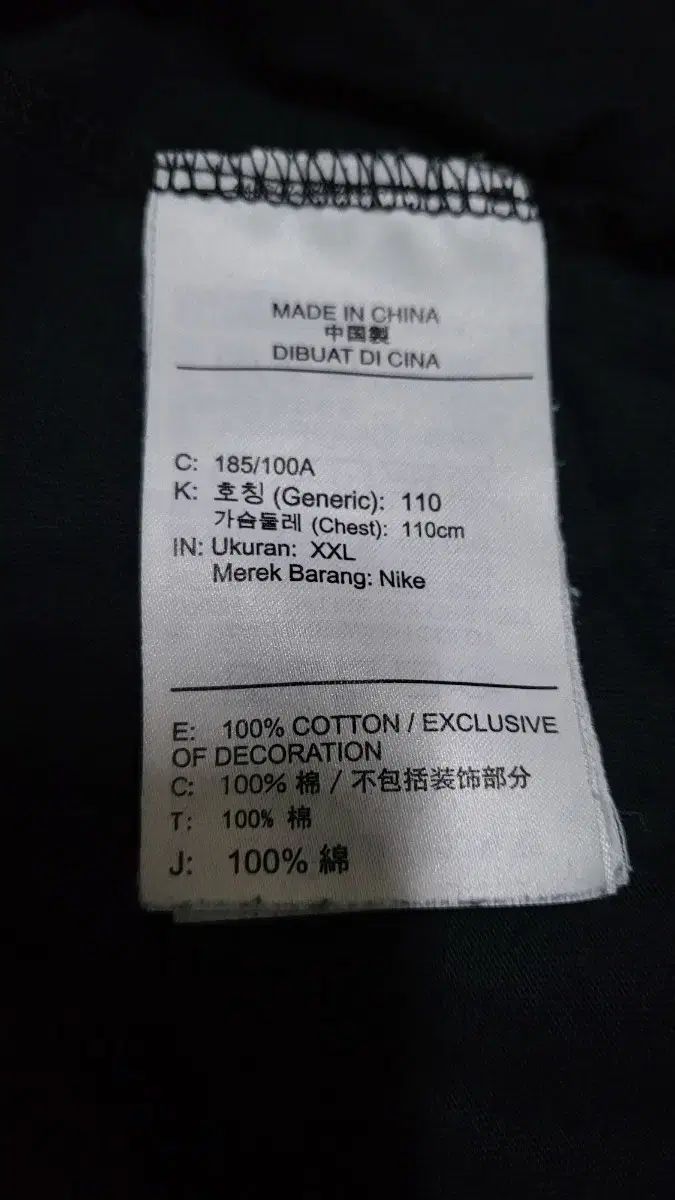 MADE IN CHINA
中国製
DIBUAT DI CINA
C: 185/100A
K: 호칭 (Generic): 110
가슴둘레 (Chest): 110cm
IN: Ukuran: XXL
Merek Barang: Nike
E: 100% COTTON / EXCLUSIVE
OF DECORATION
C: 100% 棉 / 不包括装饰部分
T: 100% 棉
J: 100% 綿